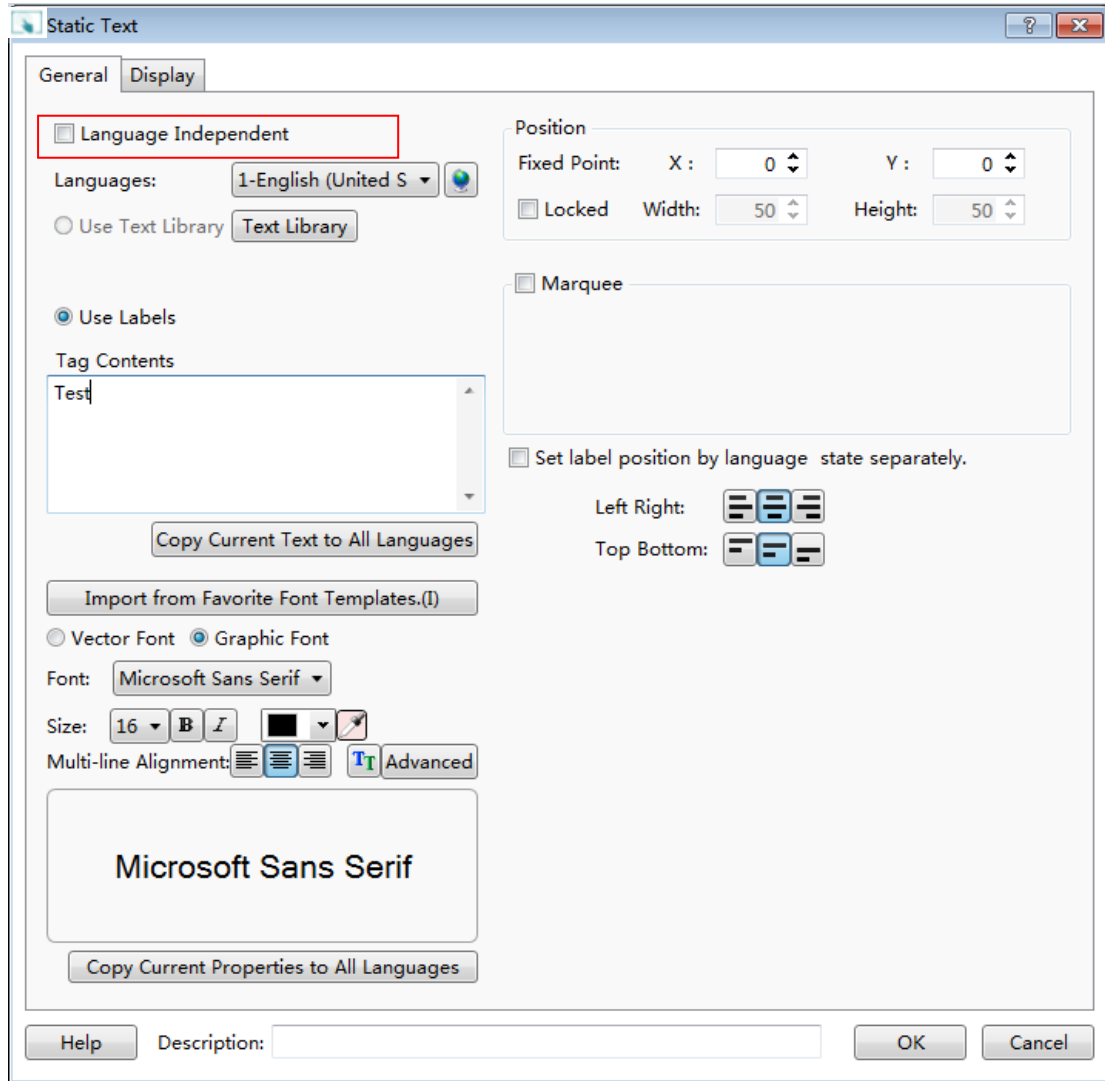 Static Text
General Display
Language Independent
Languages: 1-English (United S
Use Text Library Text Library
Use Labels
Tag Contents
Test
Copy Current Text to All Languages
Import from Favorite Font Templates.(I)
Vector Font Graphic Font
Font: Microsoft Sans Serif
Size: 16 B I
Multi-line Alignment: TT Advanced
Microsoft Sans Serif
Copy Current Properties to All Languages
Position
Fixed Point: X : 0 Y : 0
Locked Width: 50 Height: 50
Marquee
Set label position by language state separately.
Left Right:
Top Bottom:
Help Description: OK Cancel